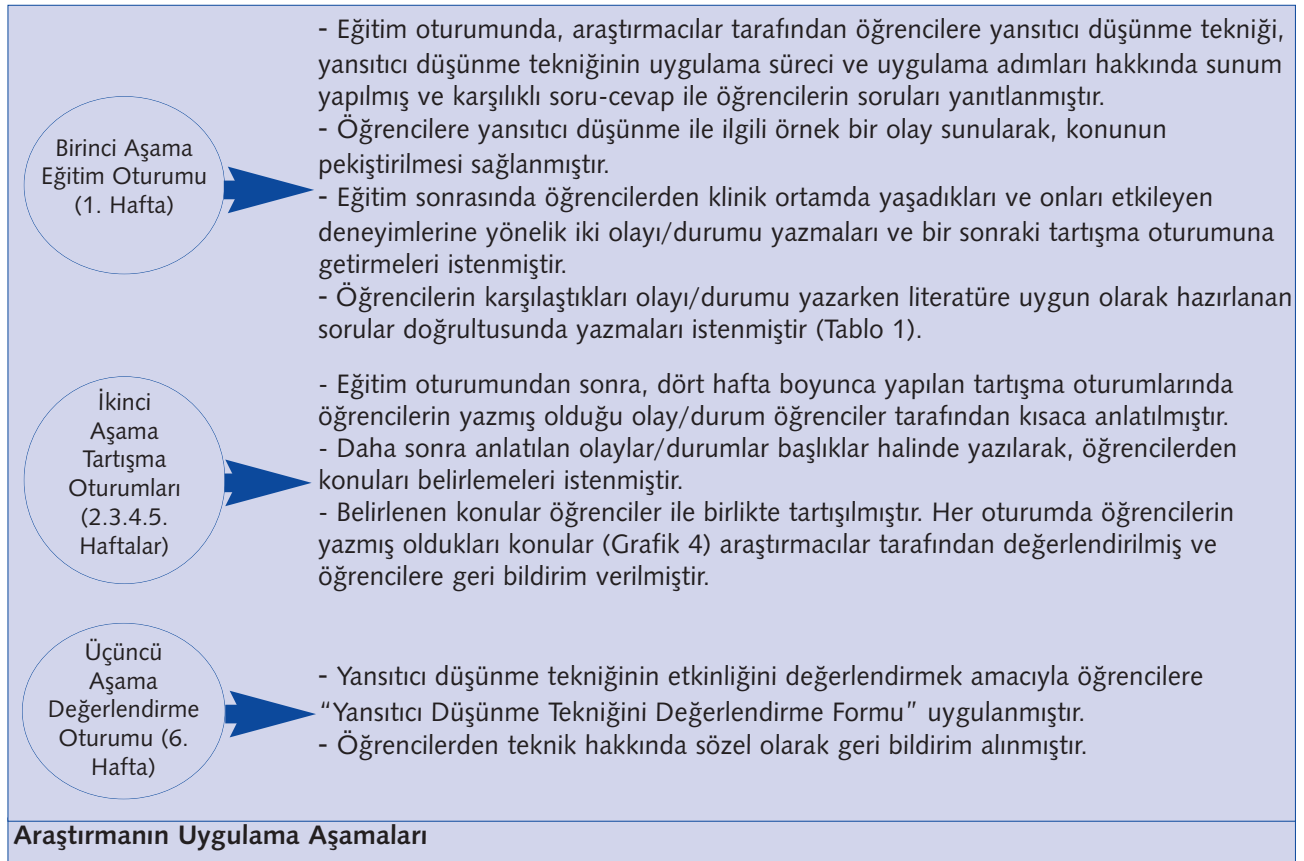 Birinci Aşama
Eğitim Oturumu
(1. Hafta)
- Eğitim oturumunda, araştırmacılar tarafından öğrencilere yansıtıcı düşünme tekniği,
yansıtıcı düşünme tekniğinin uygulama süreci ve uygulama adımları hakkında sunum
yapılmış ve karşılıklı soru-cevap ile öğrencilerin soruları yanıtlanmıştır.
- Öğrencilere yansıtıcı düşünme ile ilgili örnek bir olay sunularak, konunun
pekiştirilmesi sağlanmıştır.
- Eğitim sonrasında öğrencilerden klinik ortamda yaşadıkları ve onları etkileyen
deneyimlerine yönelik iki olayı/durumu yazmaları ve bir sonraki tartışma oturumuna
getirmeleri istenmiştir.
- Öğrencilerin karşılaştıkları olayı/durumu yazarken literatüre uygun olarak hazırlanan
sorular doğrultusunda yazmaları istenmiştir (Tablo 1).
İkinci
Aşama
Tartışma
Oturumları
(2.3.4.5.
Haftalar)
- Eğitim oturumundan sonra, dört hafta boyunca yapılan tartışma oturumlarında
öğrencilerin yazmış olduğu olay/durum öğrenciler tarafından kısaca anlatılmıştır.
- Daha sonra anlatılan olaylar/durumlar başlıklar halinde yazılarak, öğrencilerden
konuları belirlemeleri istenmiştir.
- Belirlenen konular öğrenciler ile birlikte tartışılmıştır. Her oturumda öğrencilerin
yazmış oldukları konular (Grafik 4) araştırmacılar tarafından değerlendirilmiş ve
öğrencilere geri bildirim verilmiştir.
Üçüncü
Aşama
Değerlendirme
Oturumu (6.
Hafta)
- Yansıtıcı düşünme tekniğinin etkinliğini değerlendirmek amacıyla öğrencilere
“Yansıtıcı Düşünme Tekniğini Değerlendirme Formu” uygulanmıştır.
- Öğrencilerden teknik hakkında sözel olarak geri bildirim alınmıştır.
Araştırmanın Uygulama Aşamaları